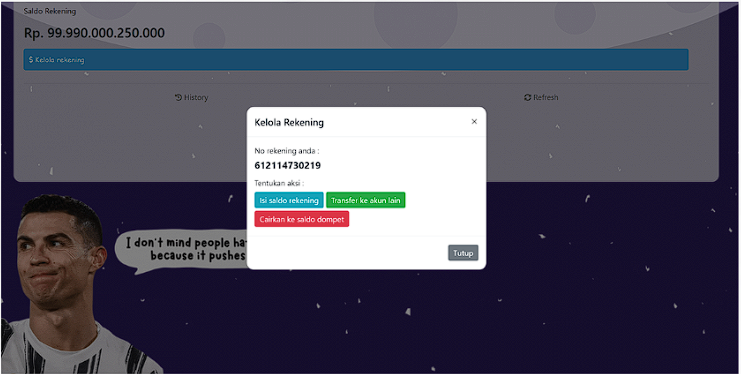 Saldo Rekening
Rp. 99.990.000.250.000
$ Kelola rekening
History
Refresh
Kelola Rekening
×
No rekening anda :
612114730219
Tentukan aksi :
Isi saldo rekening
Transfer ke akun lain
Cairkan ke saldo dompet
Tutup
I don't mind people ha
because it pushes